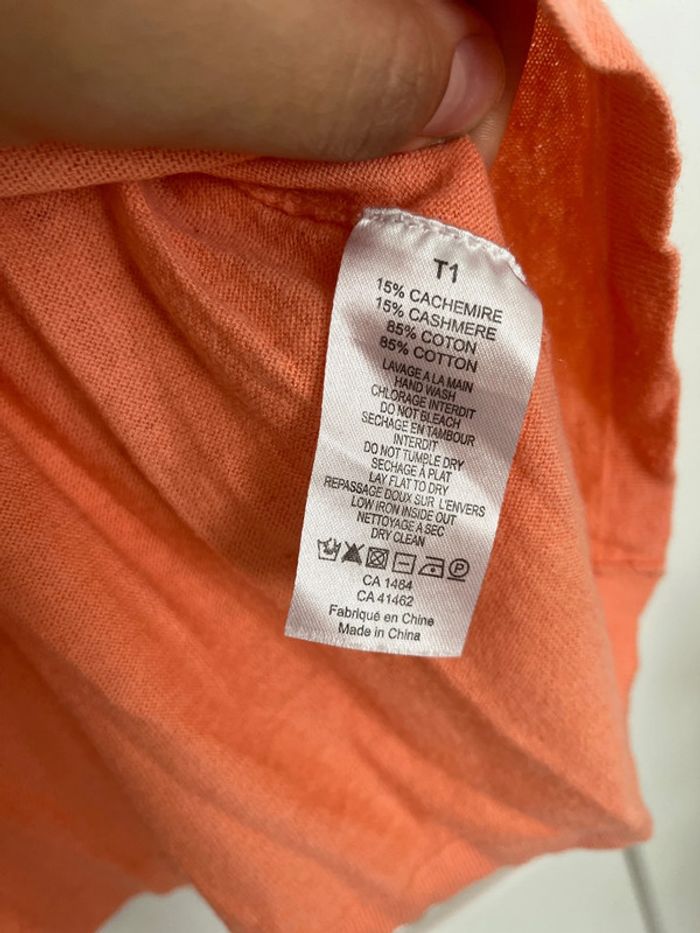 T1
15% CACHEMIRE
15% CASHMERE
85% COTON
85% COTTON
LAVAGE A LA MAIN
HAND WASH
CHLORAGE INTERDIT
DO NOT BLEACH
SECHAGE EN TAMBOUR
INTERDIT
DO NOT TUMBLE DRY
SECHAGE À PLAT
LAY FLAT TO DRY
REPASSAGE DOUX SUR L'ENVERS
LOW IRON INSIDE OUT
NETTOYAGE A SEC
DRY CLEAN
P
CA 1464
CA 41462
Fabriqué en Chine
Made in China